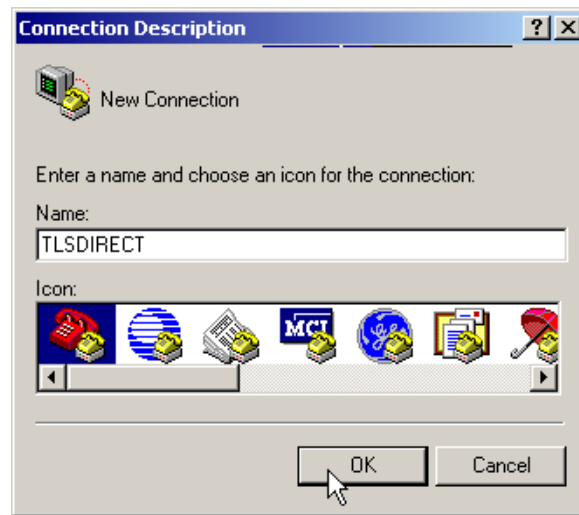 Connection Description
New Connection
Enter a name and choose an icon for the connection:
Name:
TLSDIRECT
Icon:
MCI
OK
Cancel